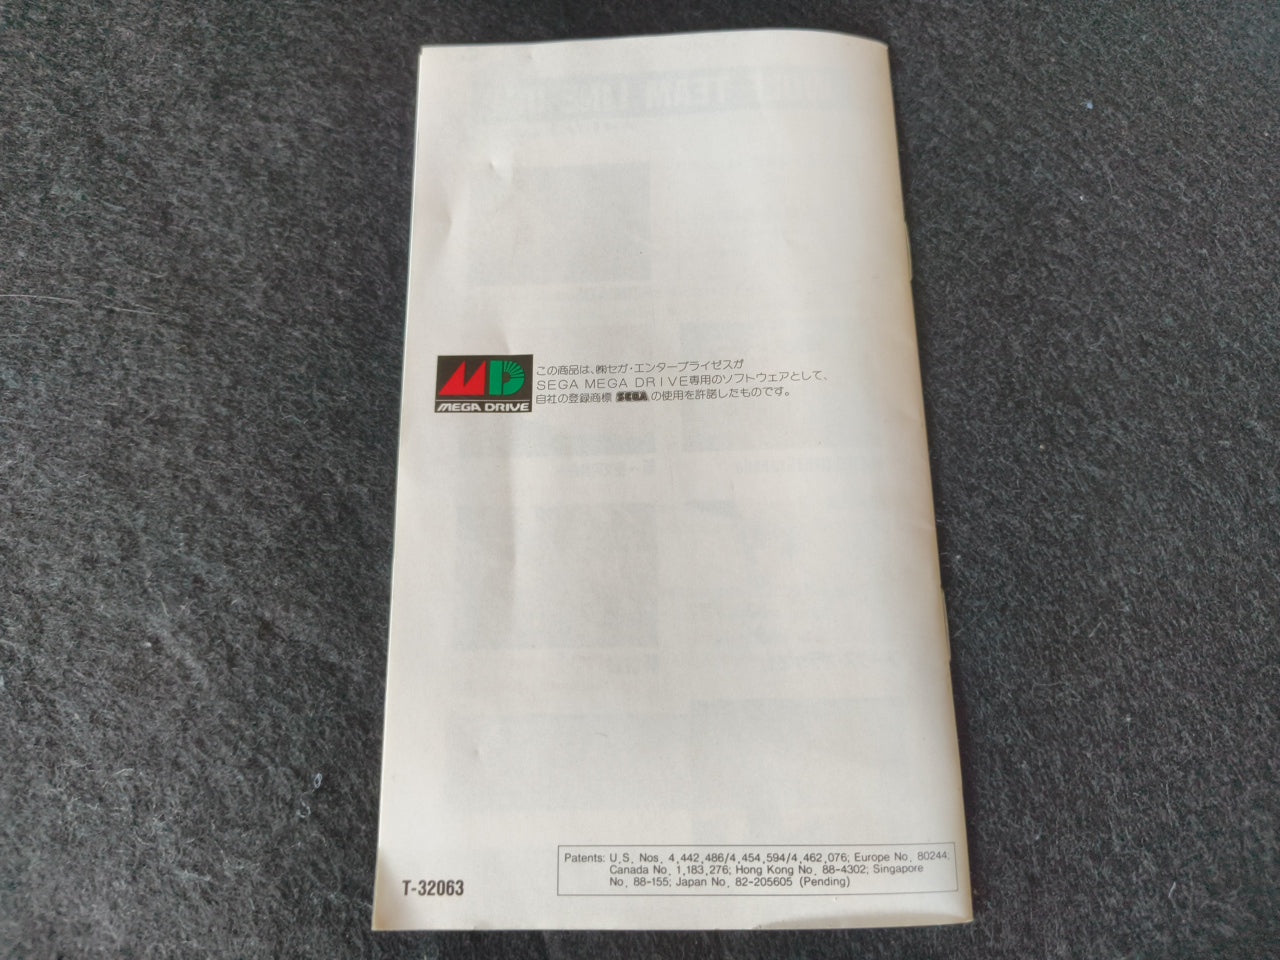 この商品は、㈱セガ・エンタープライゼスが
SEGA MEGA DRIVE専用のソフトウェアとして、
自社の登録商標 SEGA の使用を許諾したものです。
MEGA DRIVE
Patents: U.S. Nos. 4,442,486/4,454,594/4,462,076; Europe No. 80244;
Canada No. 1,183,276; Hong Kong No. 88-4302; Singapore
No. 88-155; Japan No. 82-205605 (Pending)
T-32063